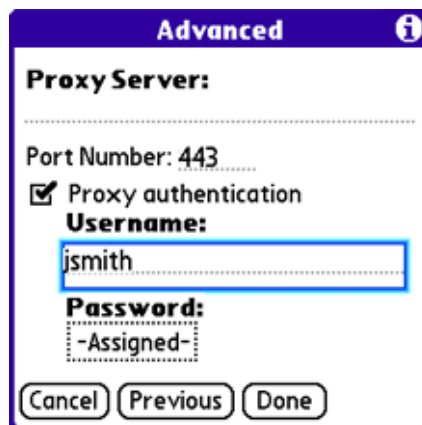 Advanced
Proxy Server:
Port Number: 443
Proxy authentication
Username:
jsmith
Password:
-Assigned-
Cancel Previous Done